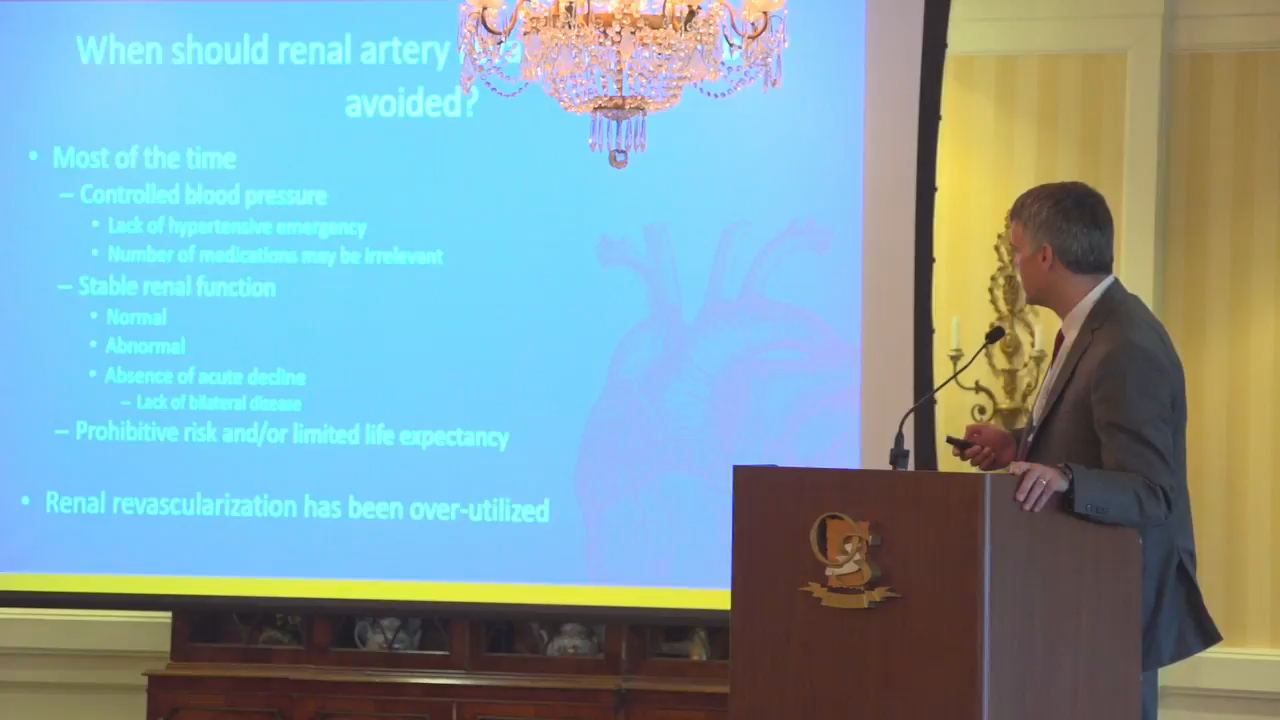 When should renal artery
avoided?
• Most of the time
– Controlled blood pressure
• Lack of hypertensive emergency
• Number of medications may be irrelevant
– Stable renal function
• Normal
• Abnormal
• Absence of acute decline
– Lack of bilateral disease
– Prohibitive risk and/or limited life expectancy
• Renal revascularization has been over-utilized